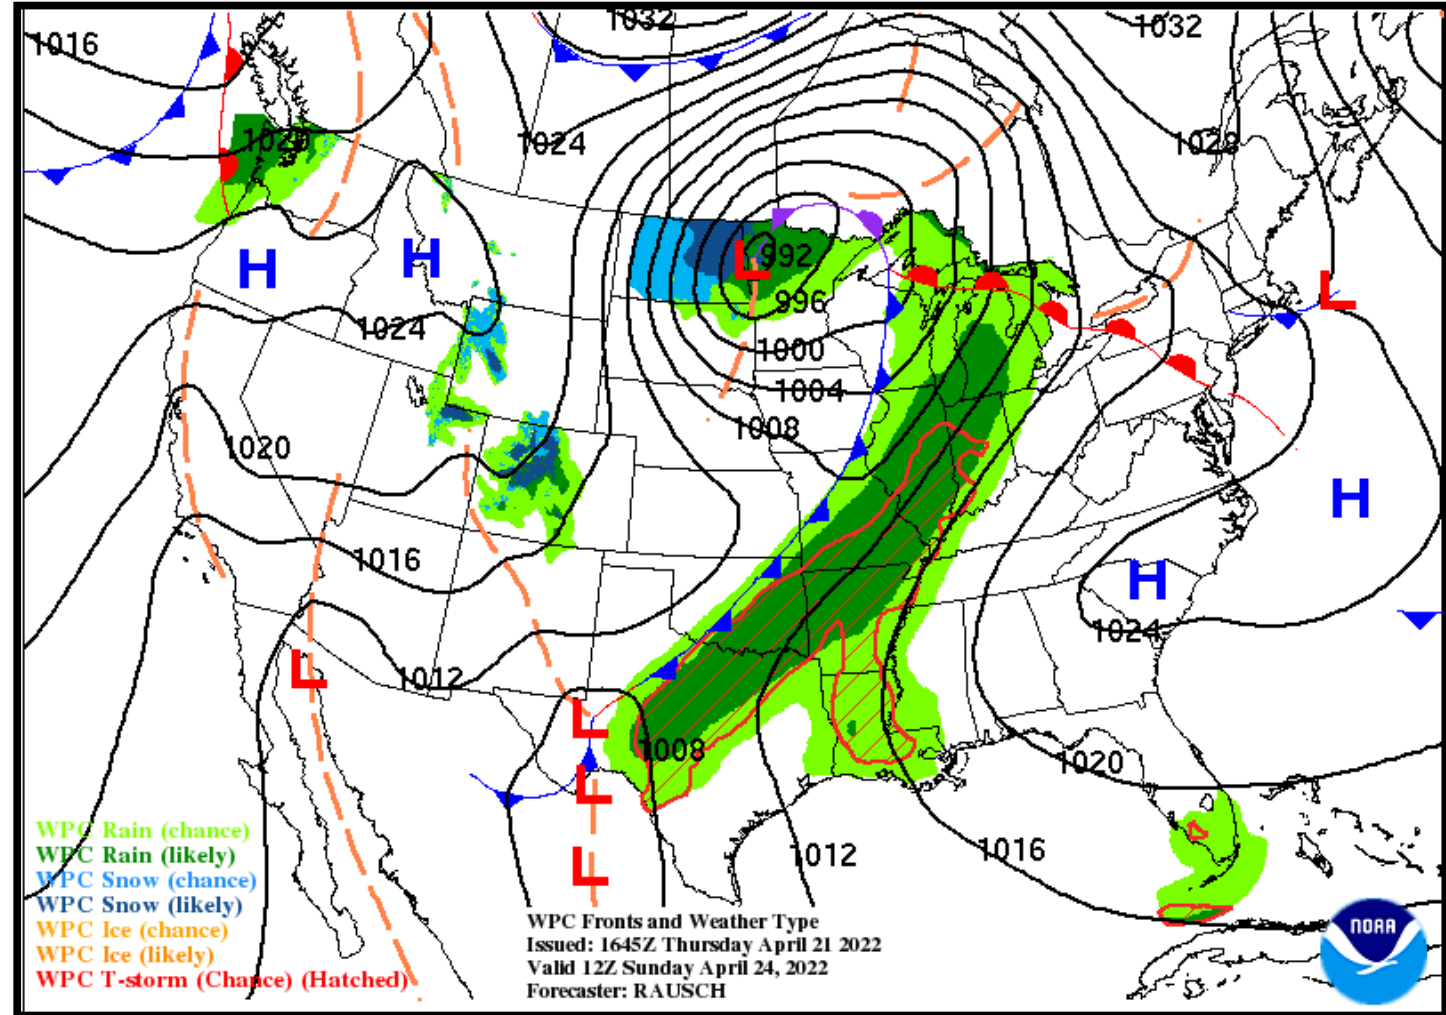 1032
1032
1016
1020
1024
1028
H
H
992
L
996
L
1024
1000
1004
1008
1020
H
1016
H
1024
L
1012
L
1008
1020
L
1012
1016
L
WPC Rain (chance)
WPC Rain (likely)
WPC Snow (chance)
WPC Snow (likely)
WPC Ice (chance)
WPC Ice (likely)
WPC T-storm (Chance) (Hatched)
WPC Fronts and Weather Type
Issued: 1645Z Thursday April 21 2022
Valid 12Z Sunday April 24, 2022
Forecaster: RAUSCH
NOAA